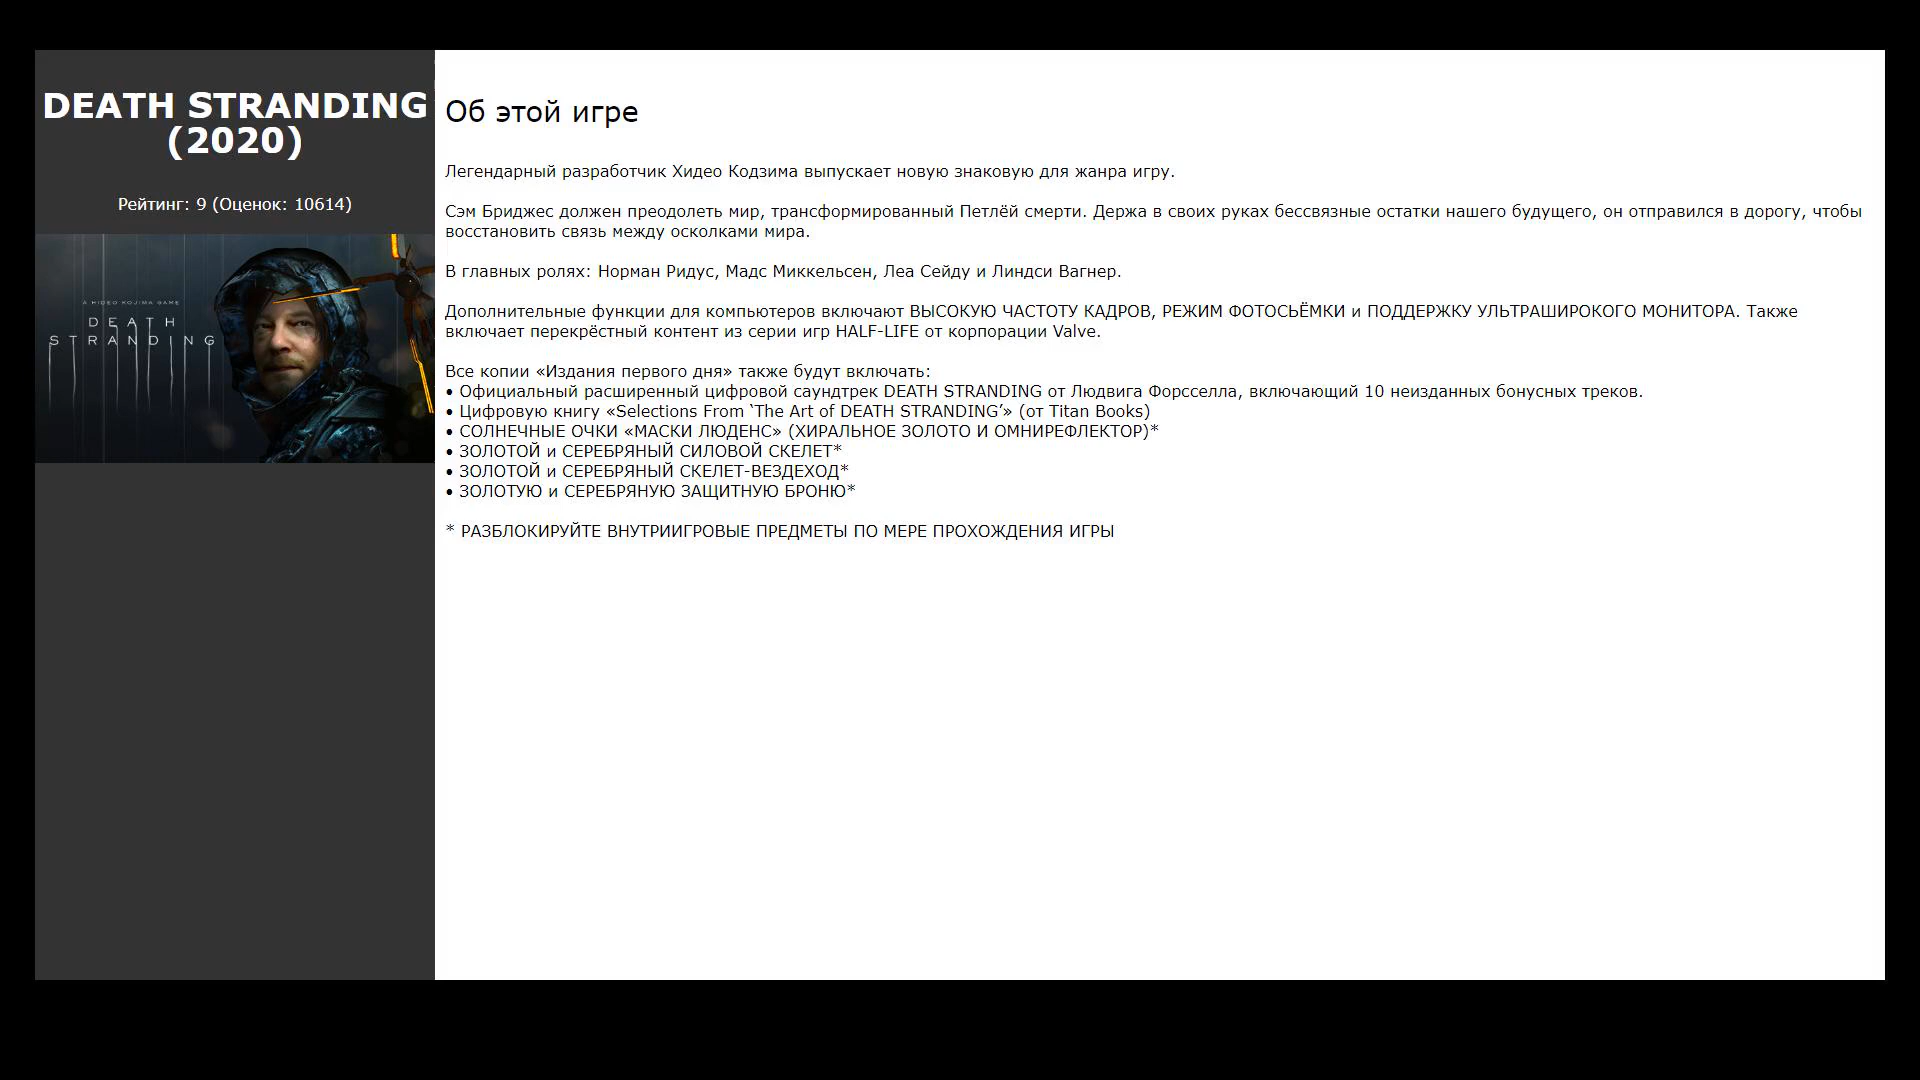 DEATH STRANDING
(2020)
Рейтинг: 9 (Оценок: 10614)
A HIDEO KOJIMA GAME
DEATH
STRANDING
Об этой игре
Легендарный разработчик Хидео Кодзима выпускает новую знаковую для жанра игру.
Сэм Бриджес должен преодолеть мир, трансформированный Петлёй смерти. Держа в своих руках бессвязные остатки нашего будущего, он отправился в дорогу, чтобы
восстановить связь между осколками мира.
В главных ролях: Норман Ридус, Мадс Миккельсен, Леа Сейду и Линдси Вагнер.
Дополнительные функции для компьютеров включают ВЫСОКУЮ ЧАСТОТУ КАДРОВ, РЕЖИМ ФОТОСЬЁМКИ и ПОДДЕРЖКУ УЛЬТРАШИРОКОГО МОНИТОРА. Также
включает перекрёстный контент из серии игр HALF-LIFE от корпорации Valve.
Все копии «Издания первого дня» также будут включать:
• Официальный расширенный цифровой саундтрек DEATH STRANDING от Людвига Форсселла, включающий 10 неизданных бонусных треков.
• Цифровую книгу «Selections From ‘The Art of DEATH STRANDING’» (от Titan Books)
• СОЛНЕЧНЫЕ ОЧКИ «МАСКИ ЛЮДЕНС» (ХИРАЛЬНОЕ ЗОЛОТО И ОМНИРЕФЛЕКТОР)*
• ЗОЛОТОЙ и СЕРЕБРЯНЫЙ СИЛОВОЙ СКЕЛЕТ*
• ЗОЛОТОЙ и СЕРЕБРЯНЫЙ СКЕЛЕТ-ВЕЗДЕХОД*
• ЗОЛОТУЮ и СЕРЕБРЯНУЮ ЗАЩИТНУЮ БРОНЮ*
* РАЗБЛОКИРУЙТЕ ВНУТРИИГРОВЫЕ ПРЕДМЕТЫ ПО МЕРЕ ПРОХОЖДЕНИЯ ИГРЫ